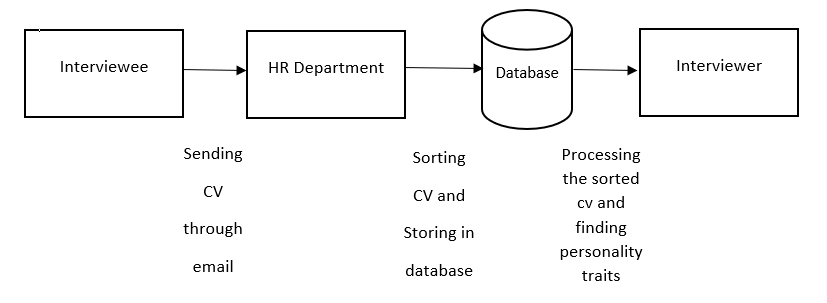 Interviewee
HR Department
Database
Interviewer
Sending
CV
through
email
Sorting
CV and
Storing in
database
Processing
the sorted
cv and
finding
personality
traits